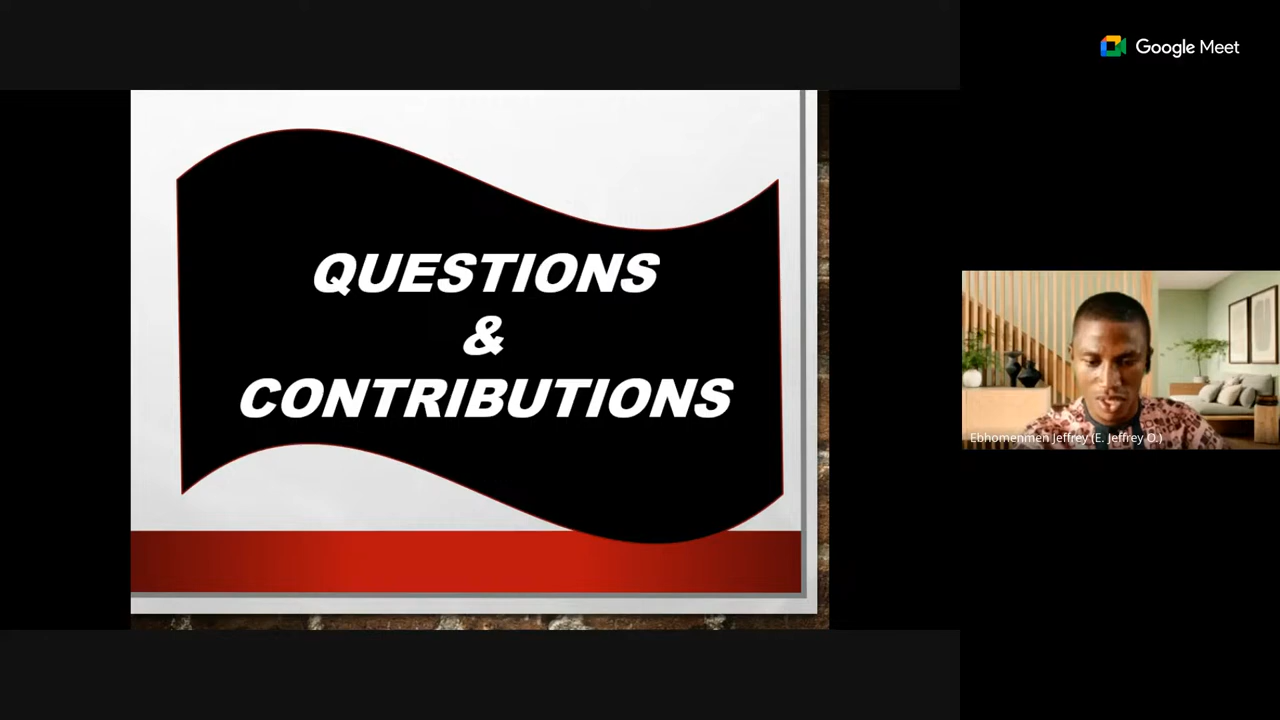 Google Meet
QUESTIONS
&
CONTRIBUTIONS
Ebhomenmen Jeffrey (E. Jeffrey O.)